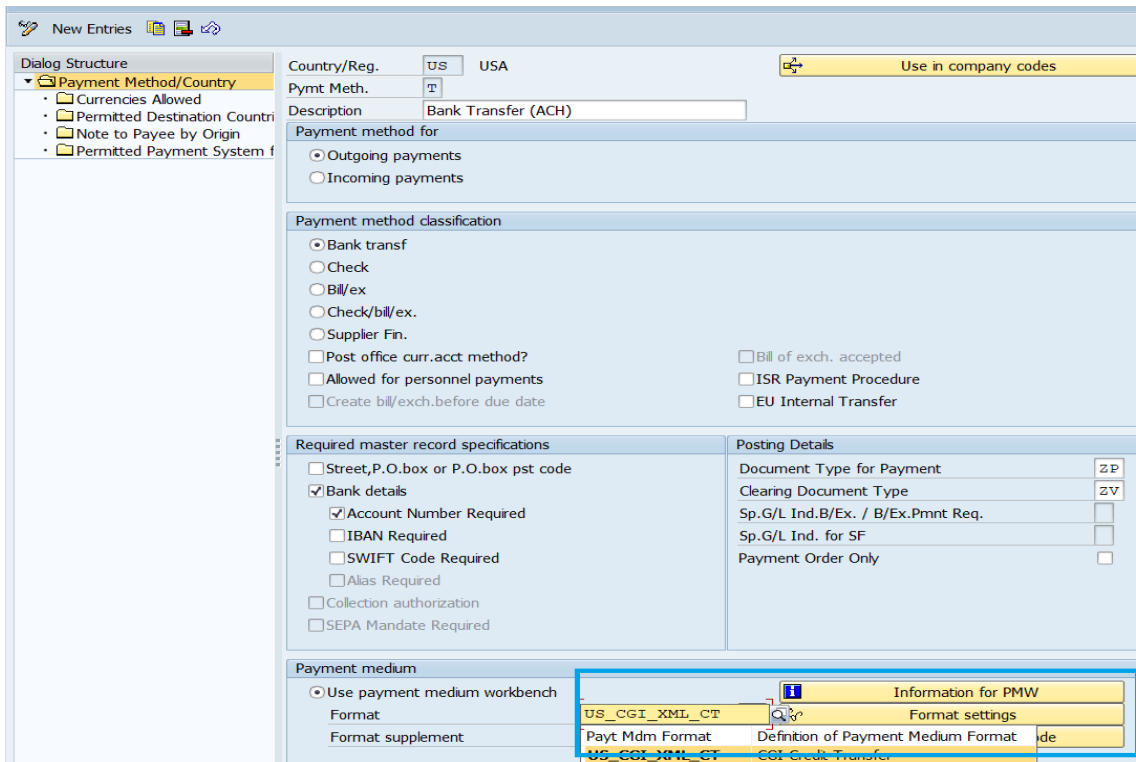 New Entries
Dialog Structure
Payment Method/Country
Currencies Allowed
Permitted Destination Countri
Note to Payee by Origin
Permitted Payment System f
Country/Reg. US USA
Use in company codes
Pymt Meth. T
Description Bank Transfer (ACH)
Payment method for
Outgoing payments
Incoming payments
Payment method classification
Bank transf
Check
Bill/ex
Check/bill/ex.
Supplier Fin.
Post office curr.acct method?
Bill of exch. accepted
Allowed for personnel payments
ISR Payment Procedure
Create bill/exch.before due date
EU Internal Transfer
Required master record specifications
Street,P.O.box or P.O.box pst code
Bank details
Account Number Required
IBAN Required
SWIFT Code Required
Alias Required
Collection authorization
SEPA Mandate Required
Posting Details
Document Type for Payment ZP
Clearing Document Type ZV
Sp.G/L Ind.B/Ex. / B/Ex.Pmnt Req.
Sp.G/L Ind. for SF
Payment Order Only
Payment medium
Use payment medium workbench
Information for PMW
Format US_CGI_XML_CT
Format settings
Format supplement
Payt Mdm Format Definition of Payment Medium Format
de
US_CGI_XML_CT CGI Credit Transfer